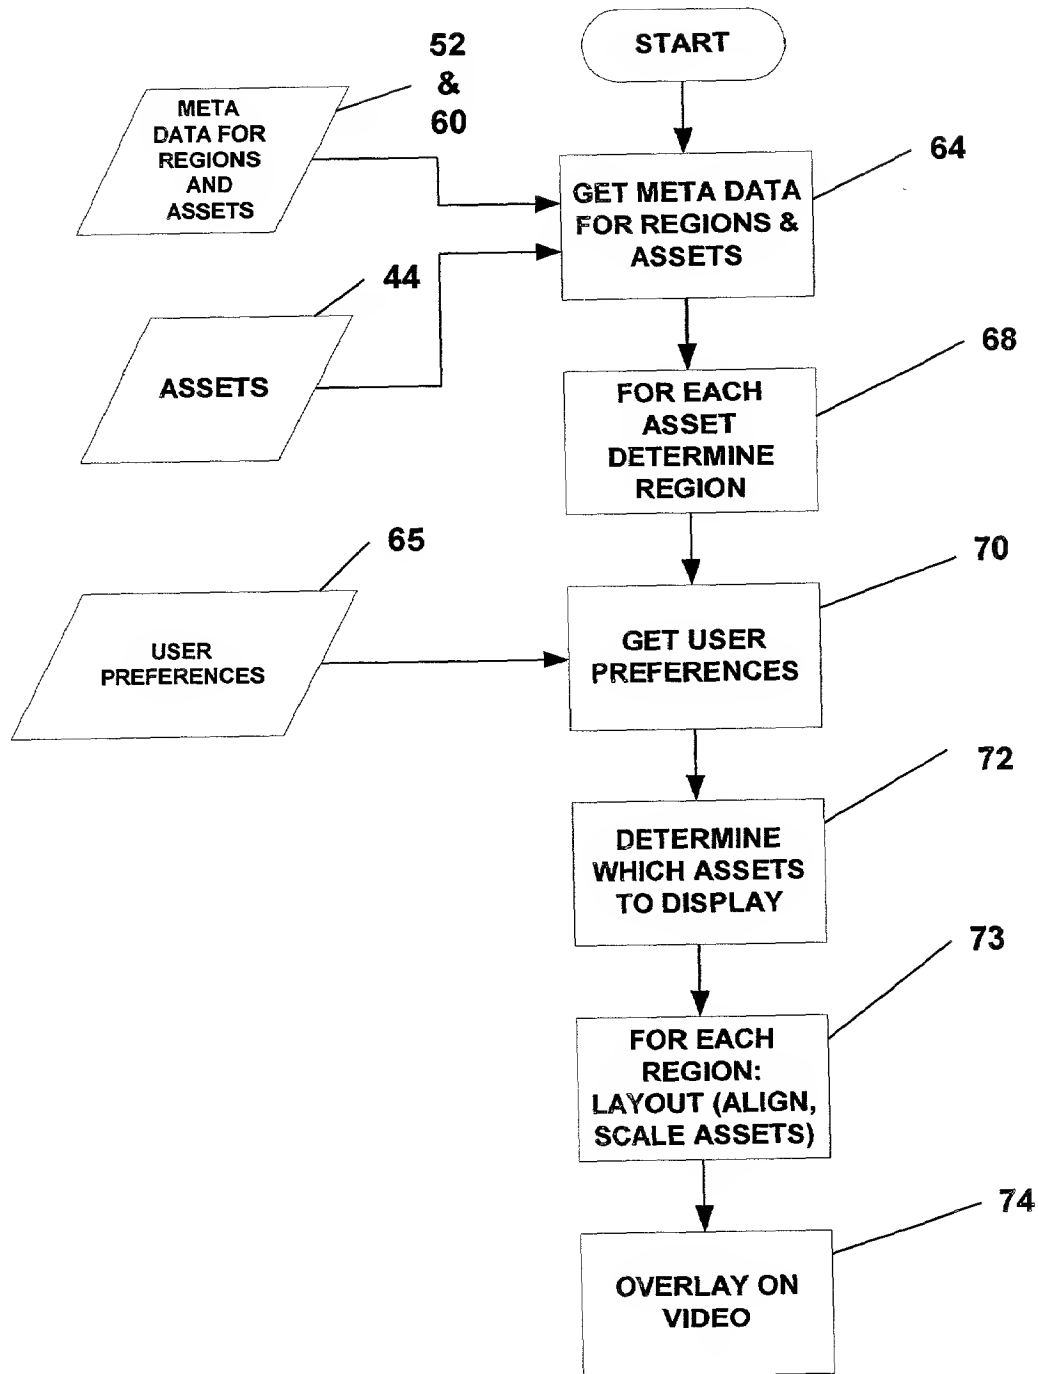 START
52
&
60
META
DATA FOR
REGIONS
AND
ASSETS
64
GET META DATA
FOR REGIONS &
ASSETS
44
ASSETS
68
FOR EACH
ASSET
DETERMINE
REGION
65
USER
PREFERENCES
70
GET USER
PREFERENCES
72
DETERMINE
WHICH ASSETS
TO DISPLAY
73
FOR EACH
REGION:
LAYOUT (ALIGN,
SCALE ASSETS)
74
OVERLAY ON
VIDEO